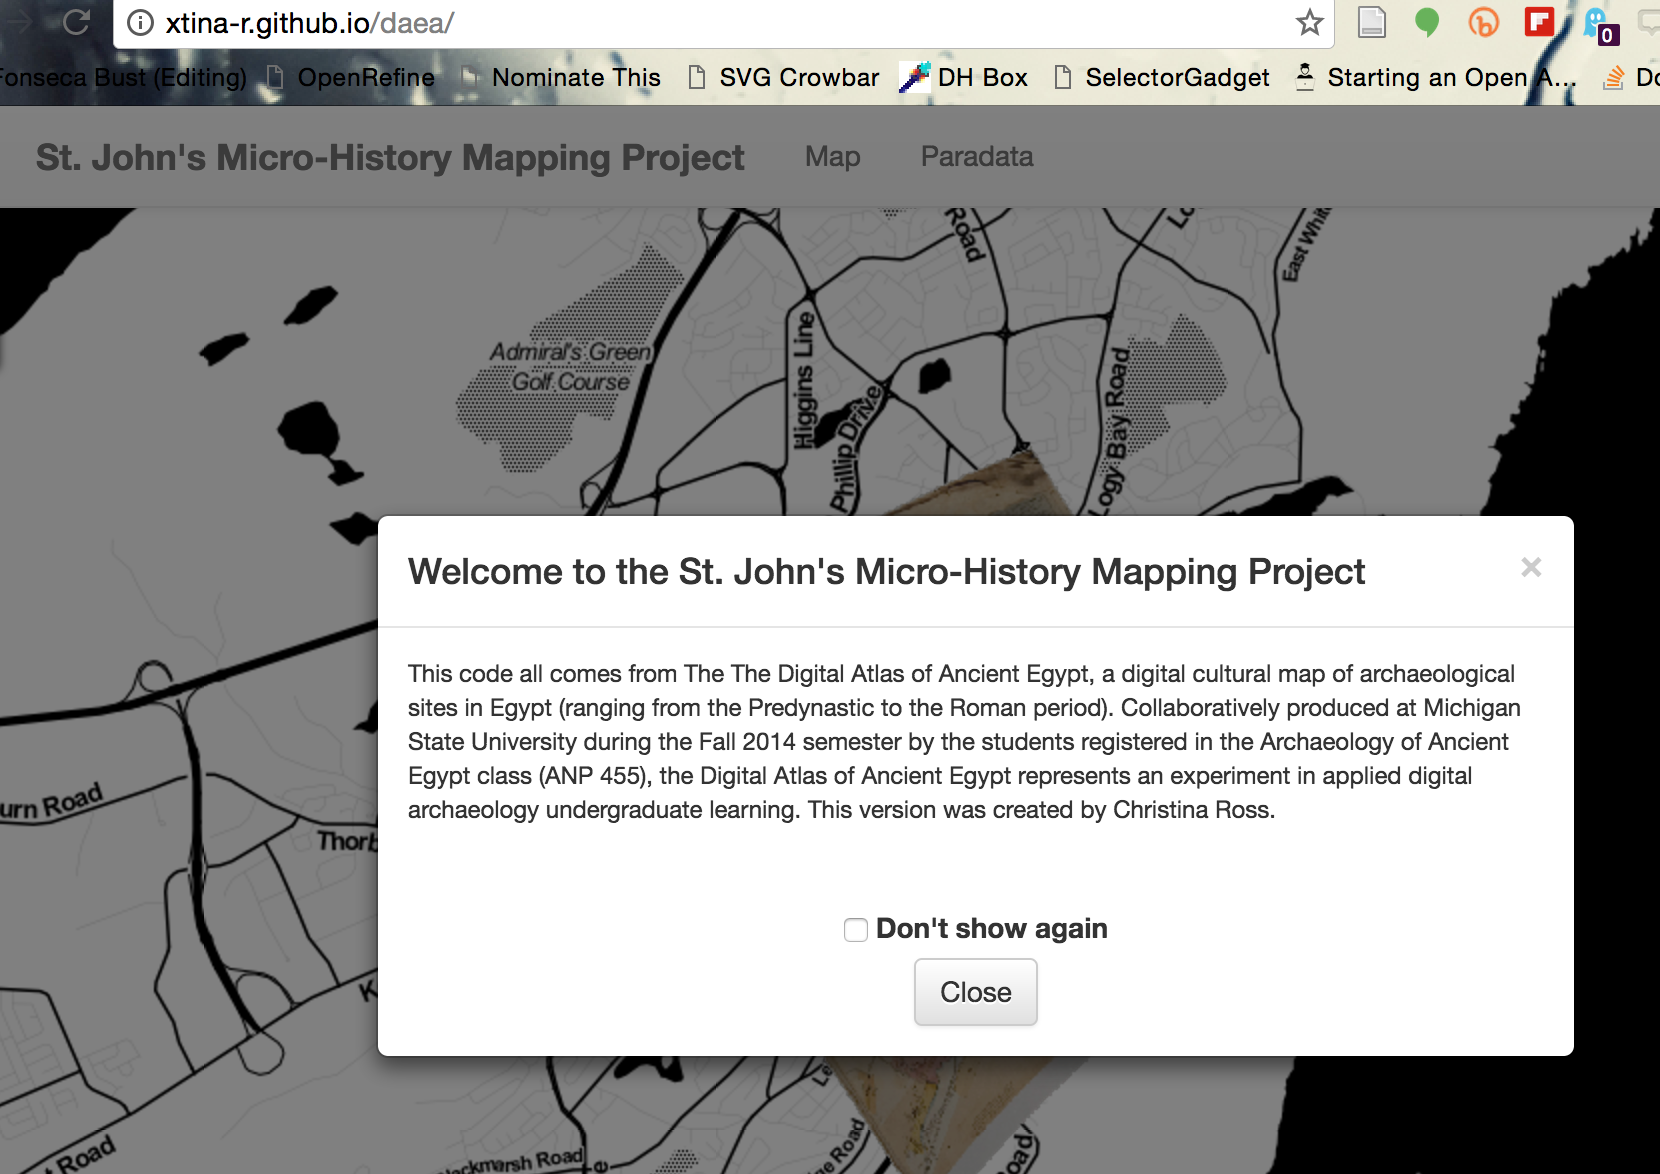 xtina-r.github.io/daea/
0
Fonseca Bust (Editing) OpenRefine Nominate This SVG Crowbar DH Box SelectorGadget Starting an Open A...
St. John's Micro-History Mapping Project Map Paradata
Road
East
Higgins Line
Admiral's Green
Golf Course
Phillip Drive
Logy Bay Road
Welcome to the St. John's Micro-History Mapping Project ×
This code all comes from The The Digital Atlas of Ancient Egypt, a digital cultural map of archaeological
sites in Egypt (ranging from the Predynastic to the Roman period). Collaboratively produced at Michigan
State University during the Fall 2014 semester by the students registered in the Archaeology of Ancient
Egypt class (ANP 455), the Digital Atlas of Ancient Egypt represents an experiment in applied digital
archaeology undergraduate learning. This version was created by Christina Ross.
urn Road
Thorb
Don't show again
Close
K
Road
ckmarsh Road
ge Road
oad